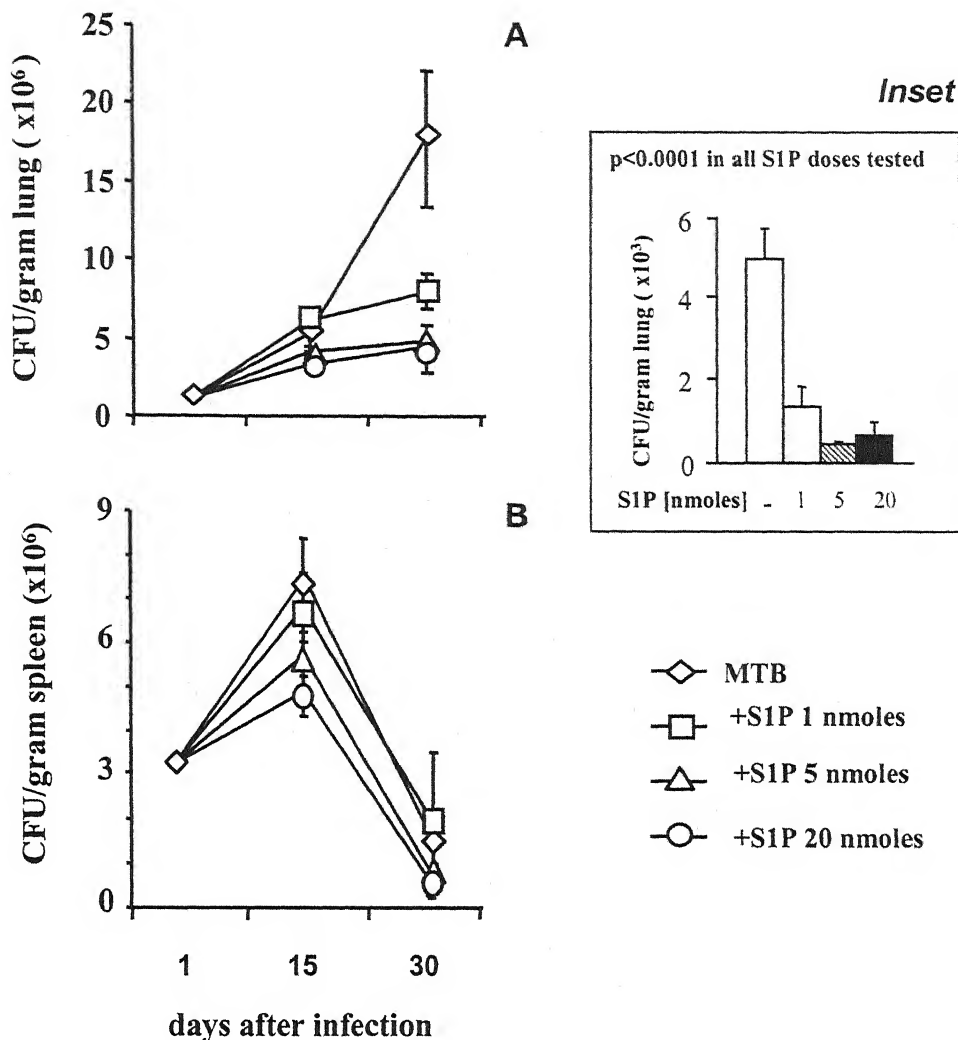 A
CFU/gram lung ( x10⁶)
25
20
15
10
5
0
Inset
p<0.0001 in all S1P doses tested
CFU/gram lung ( x10³)
6
4
2
0
S1P [nmoles] - 1 5 20
B
CFU/gram spleen (x10⁶)
9
6
3
0
1 15 30
days after infection
MTB
+S1P 1 nmoles
+S1P 5 nmoles
+S1P 20 nmoles